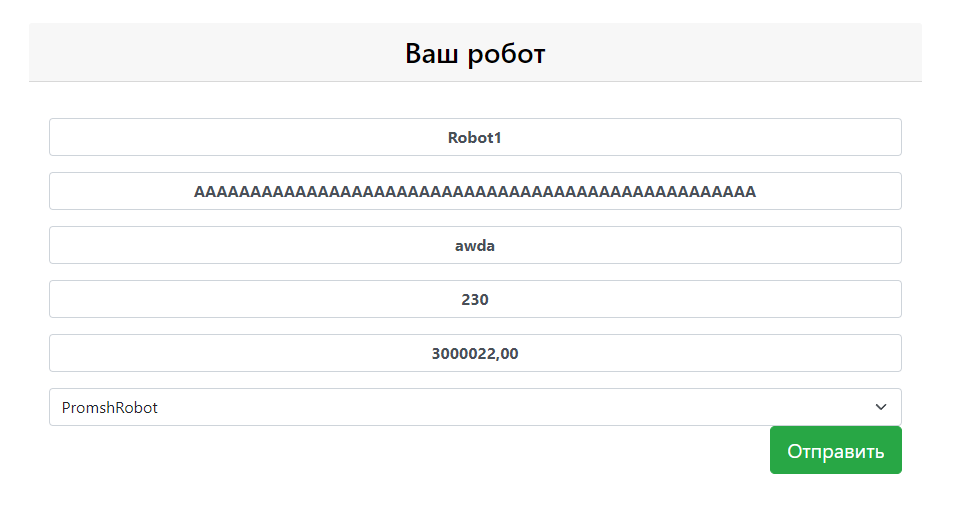 Ваш робот
Robot1
AAAAAAAAAAAAAAAAAAAAAAAAAAAAAAAAAAAAAAAAAAAAAAAAAA
awda
230
3000022,00
PromshRobot
Отправить